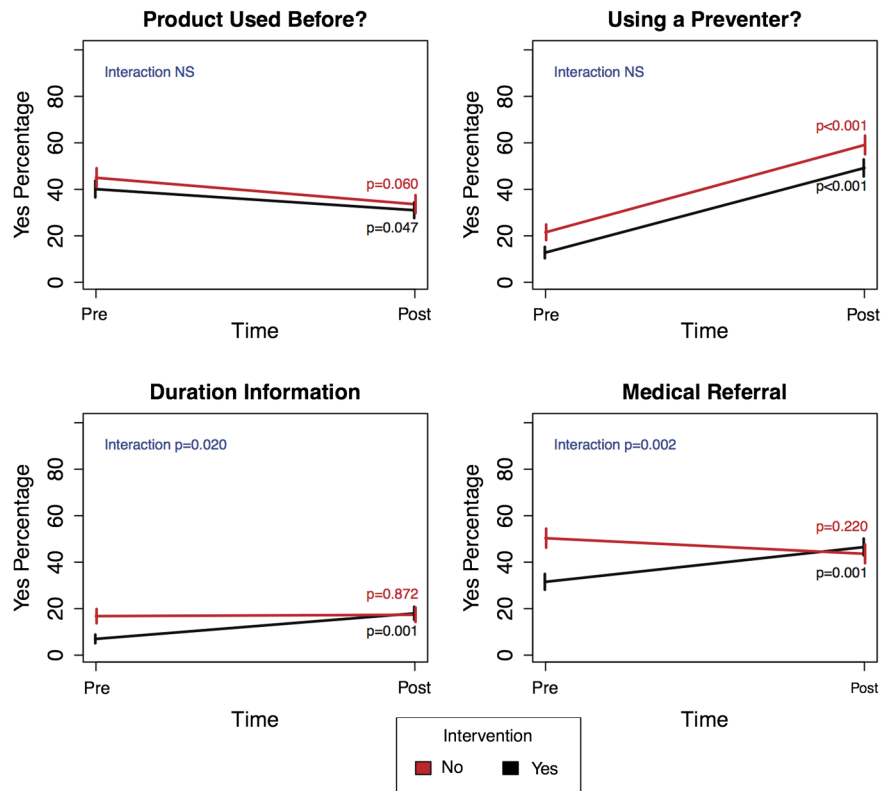 Product Used Before?
Interaction NS
Yes Percentage
0 20 40 60 80
p=0.060
p=0.047
Pre Post
Time
Using a Preventer?
Interaction NS
Yes Percentage
0 20 40 60 80
p<0.001
p<0.001
Pre Post
Time
Duration Information
Interaction p=0.020
Yes Percentage
0 20 40 60 80
p=0.872
p=0.001
Pre Post
Time
Medical Referral
Interaction p=0.002
Yes Percentage
0 20 40 60 80
p=0.220
p=0.001
Pre Post
Time
Intervention
No Yes